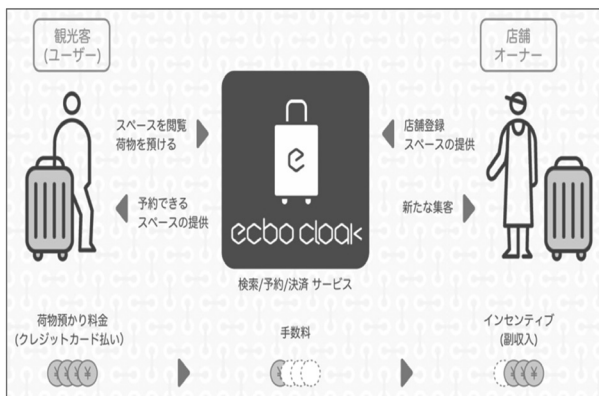 観光客
(ユーザー)
店舗
オーナー
スペースを閲覧
荷物を預ける
予約できる
スペースの提供
e
ecbo cloak
店舗登録
スペースの提供
新たな集客
検索/予約/決済 サービス
荷物預かり料金
(クレジットカード払い)
手数料
インセンティブ
(副収入)
¥
¥
¥